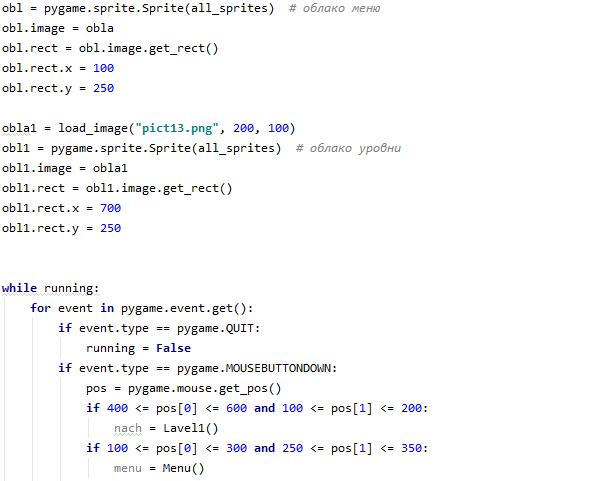 obl = pygame.sprite.Sprite(all_sprites)  # облако меню
obl.image = obla
obl.rect = obl.image.get_rect()
obl.rect.x = 100
obl.rect.y = 250

obla1 = load_image("pict13.png", 200, 100)
obl1 = pygame.sprite.Sprite(all_sprites)  # облако уровни
obl1.image = obla1
obl1.rect = obl1.image.get_rect()
obl1.rect.x = 700
obl1.rect.y = 250


while running:
    for event in pygame.event.get():
        if event.type == pygame.QUIT:
            running = False
        if event.type == pygame.MOUSEBUTTONDOWN:
            pos = pygame.mouse.get_pos()
            if 400 <= pos[0] <= 600 and 100 <= pos[1] <= 200:
                nach = Lavel1()
            if 100 <= pos[0] <= 300 and 250 <= pos[1] <= 350:
                menu = Menu()